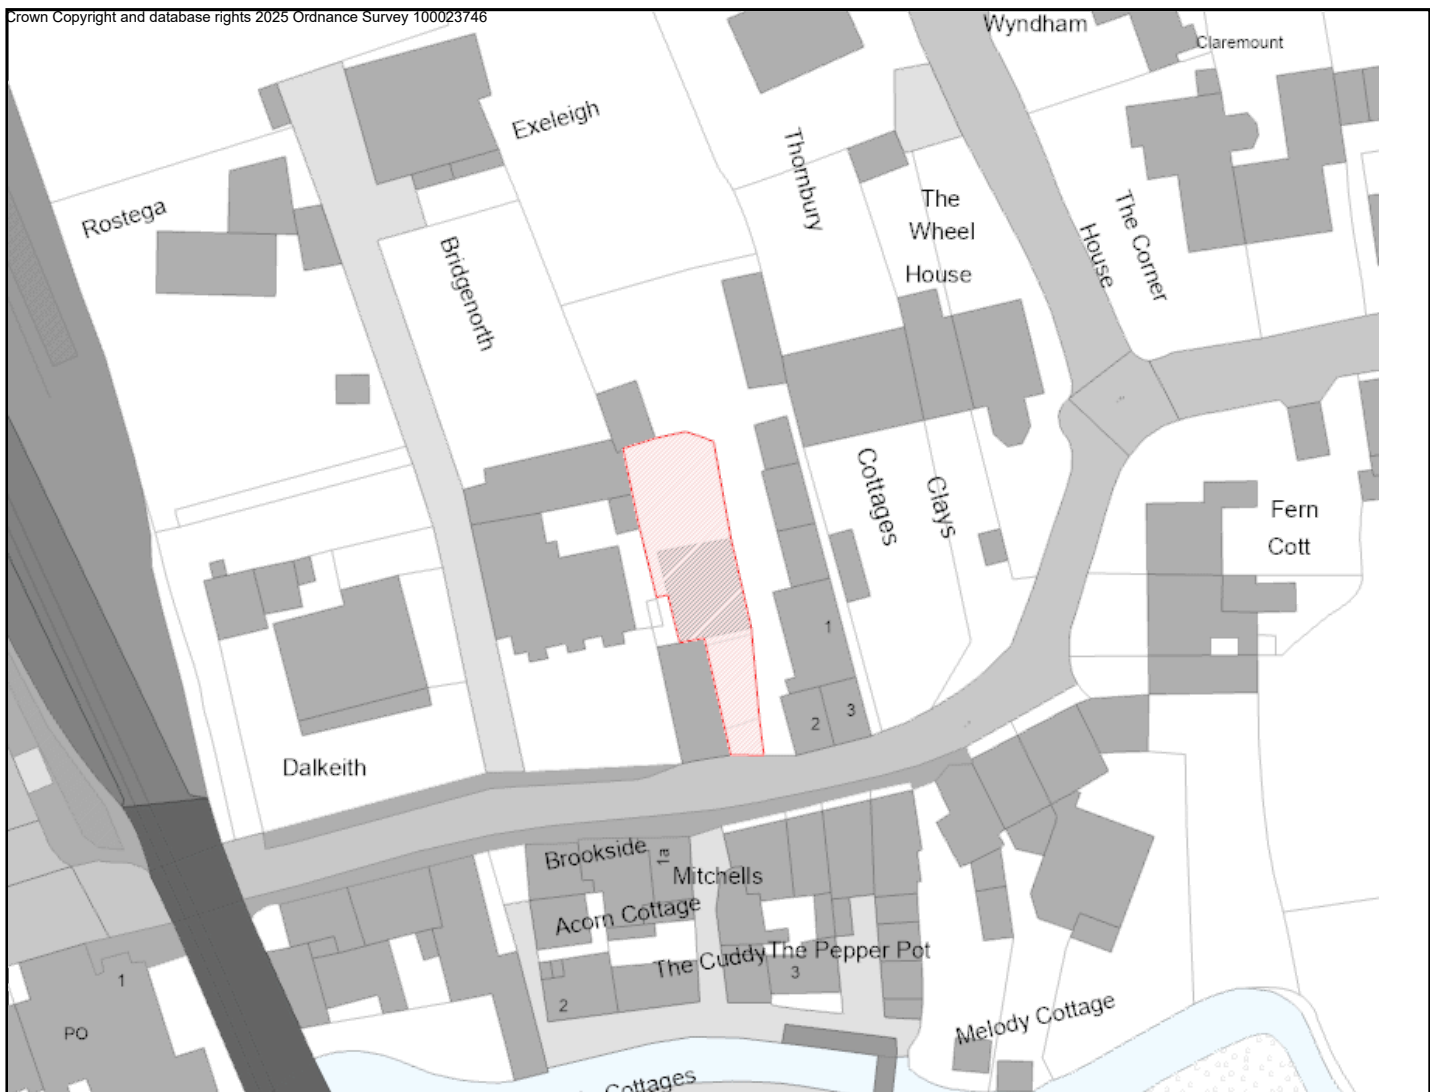 Crown Copyright and database rights 2025 Ordnance Survey 100023746
Wyndham
Claremount
Exeleigh
Thornbury
Rostega
The
Wheel
House
The Corner
House
Bridgenorth
Cottages
Clays
Fern
Cott
1
2
3
Dalkeith
Brookside
1a
Mitchells
Acorn Cottage
The Cuddy
The Pepper Pot
3
2
1
PO
Melody Cottage
Cottages